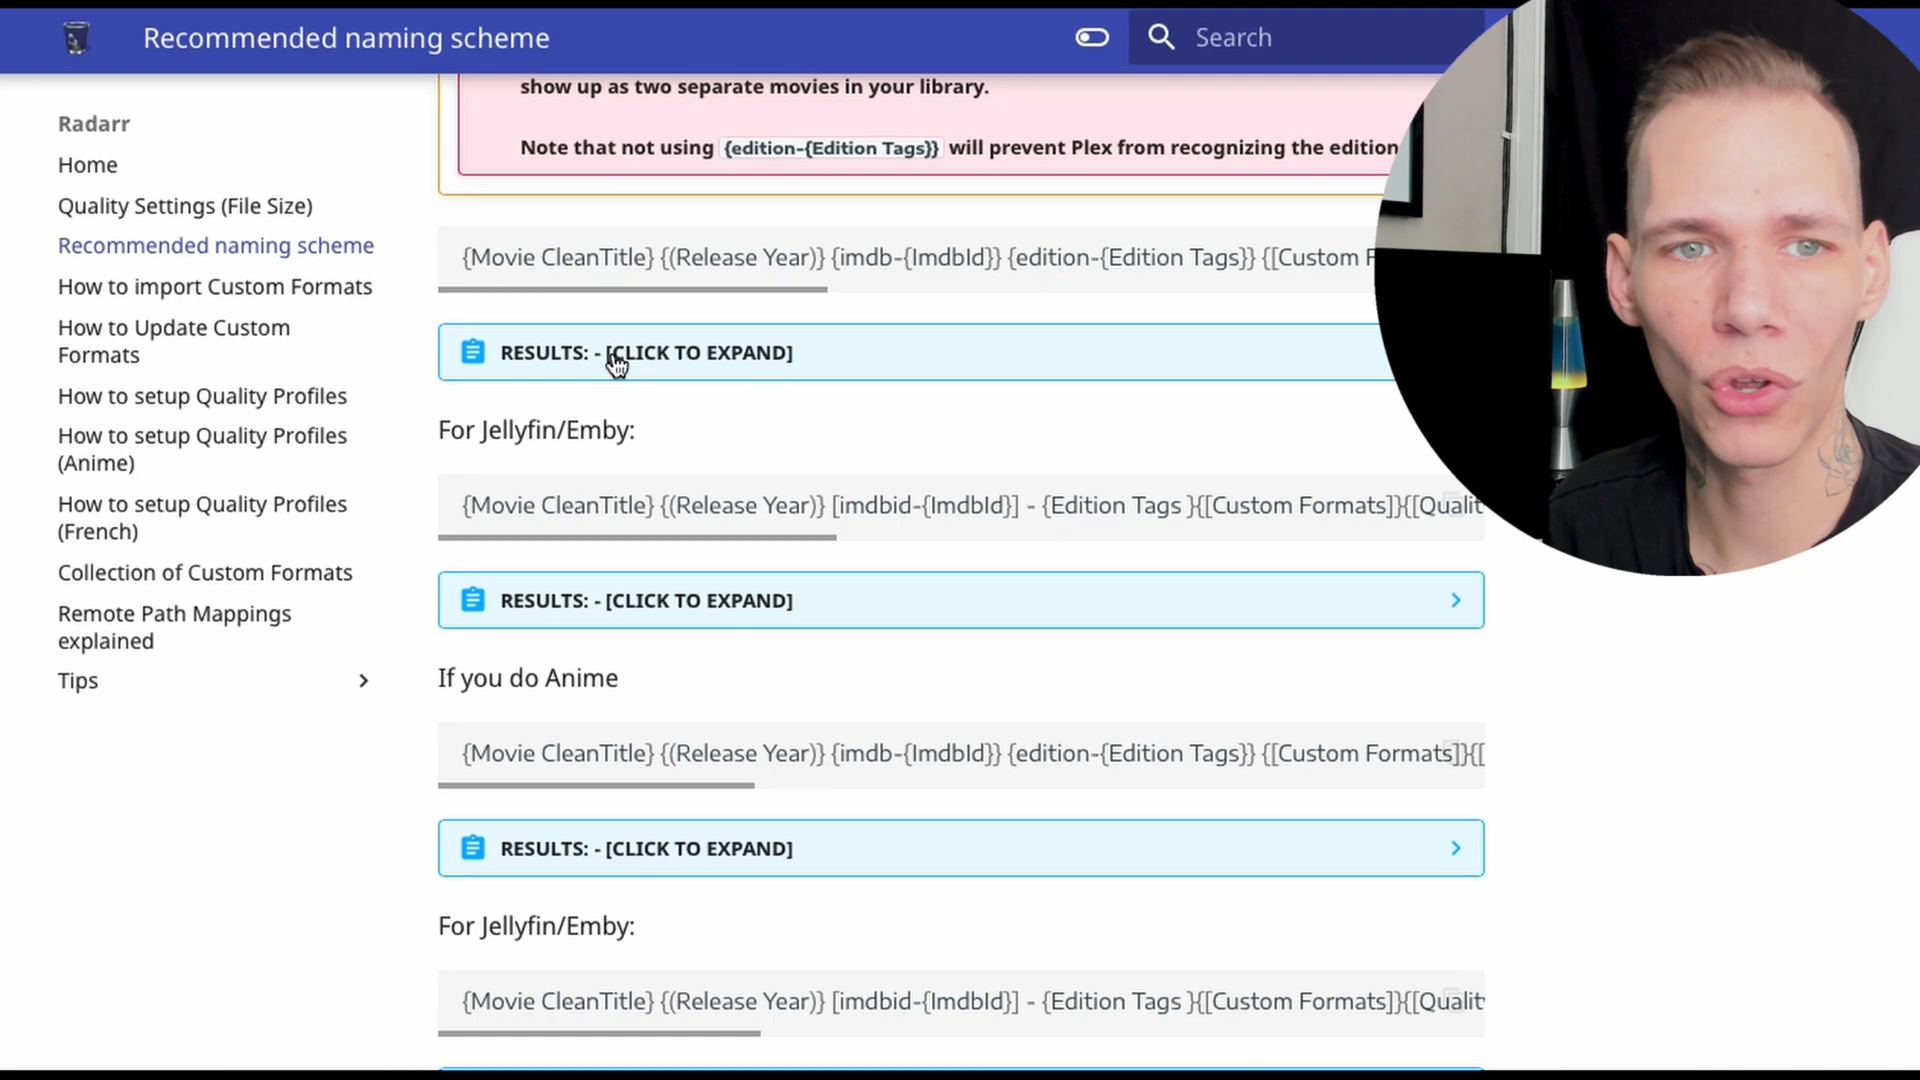 Recommended naming scheme
Search
Radarr
Home
Quality Settings (File Size)
Recommended naming scheme
How to import Custom Formats
How to Update Custom
Formats
How to setup Quality Profiles
How to setup Quality Profiles
(Anime)
How to setup Quality Profiles
(French)
Collection of Custom Formats
Remote Path Mappings
explained
Tips
show up as two separate movies in your library.
Note that not using {edition-{Edition Tags}} will prevent Plex from recognizing the edition
{Movie CleanTitle} {(Release Year)} {imdb-{ImdbId}} {edition-{Edition Tags}} {[Custom F
RESULTS: - [CLICK TO EXPAND]
For Jellyfin/Emby:
{Movie CleanTitle} {(Release Year)} [imdbid-{ImdbId}] - {Edition Tags }{[Custom Formats]}{[Qualit
RESULTS: - [CLICK TO EXPAND]
If you do Anime
{Movie CleanTitle} {(Release Year)} {imdb-{ImdbId}} {edition-{Edition Tags}} {[Custom Formats]}{[
RESULTS: - [CLICK TO EXPAND]
For Jellyfin/Emby:
{Movie CleanTitle} {(Release Year)} [imdbid-{ImdbId}] - {Edition Tags }{[Custom Formats]}{[Quality